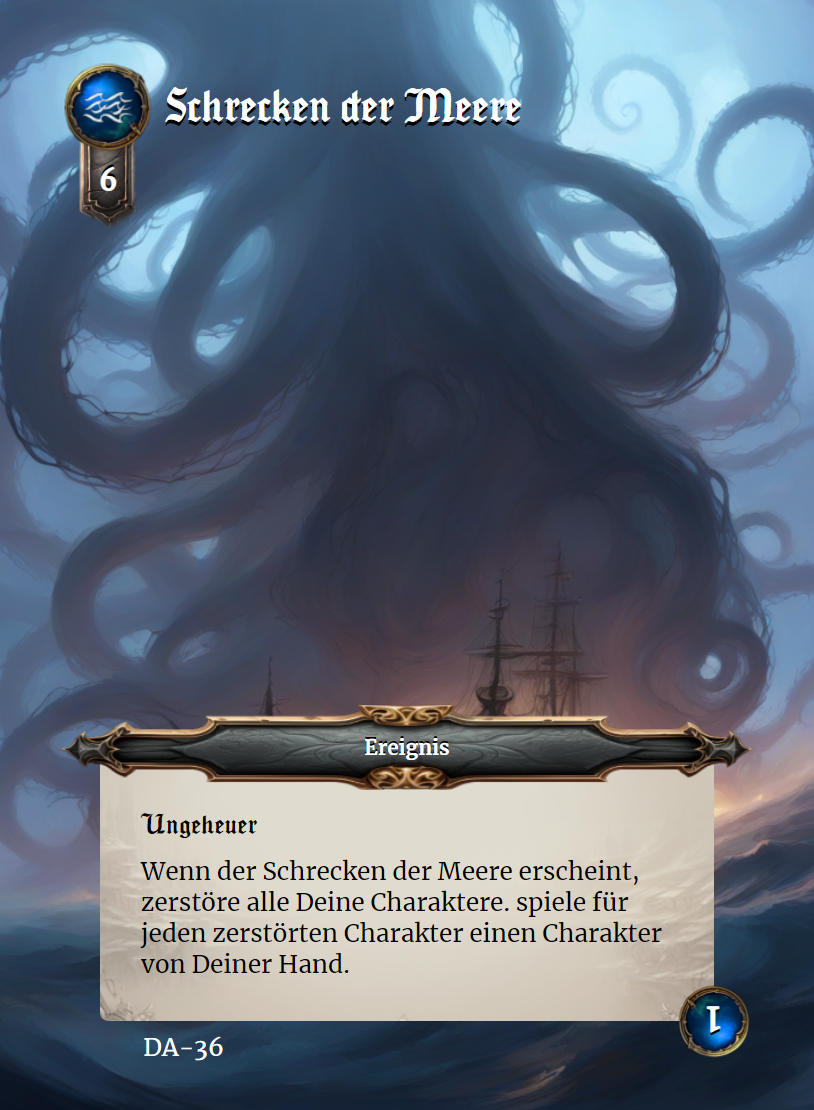 Schrecken der Meere
6
Ereignis
Ungeheuer
Wenn der Schrecken der Meere erscheint,
zerstöre alle Deine Charaktere. spiele für
jeden zerstörten Charakter einen Charakter
von Deiner Hand.
1
DA-36